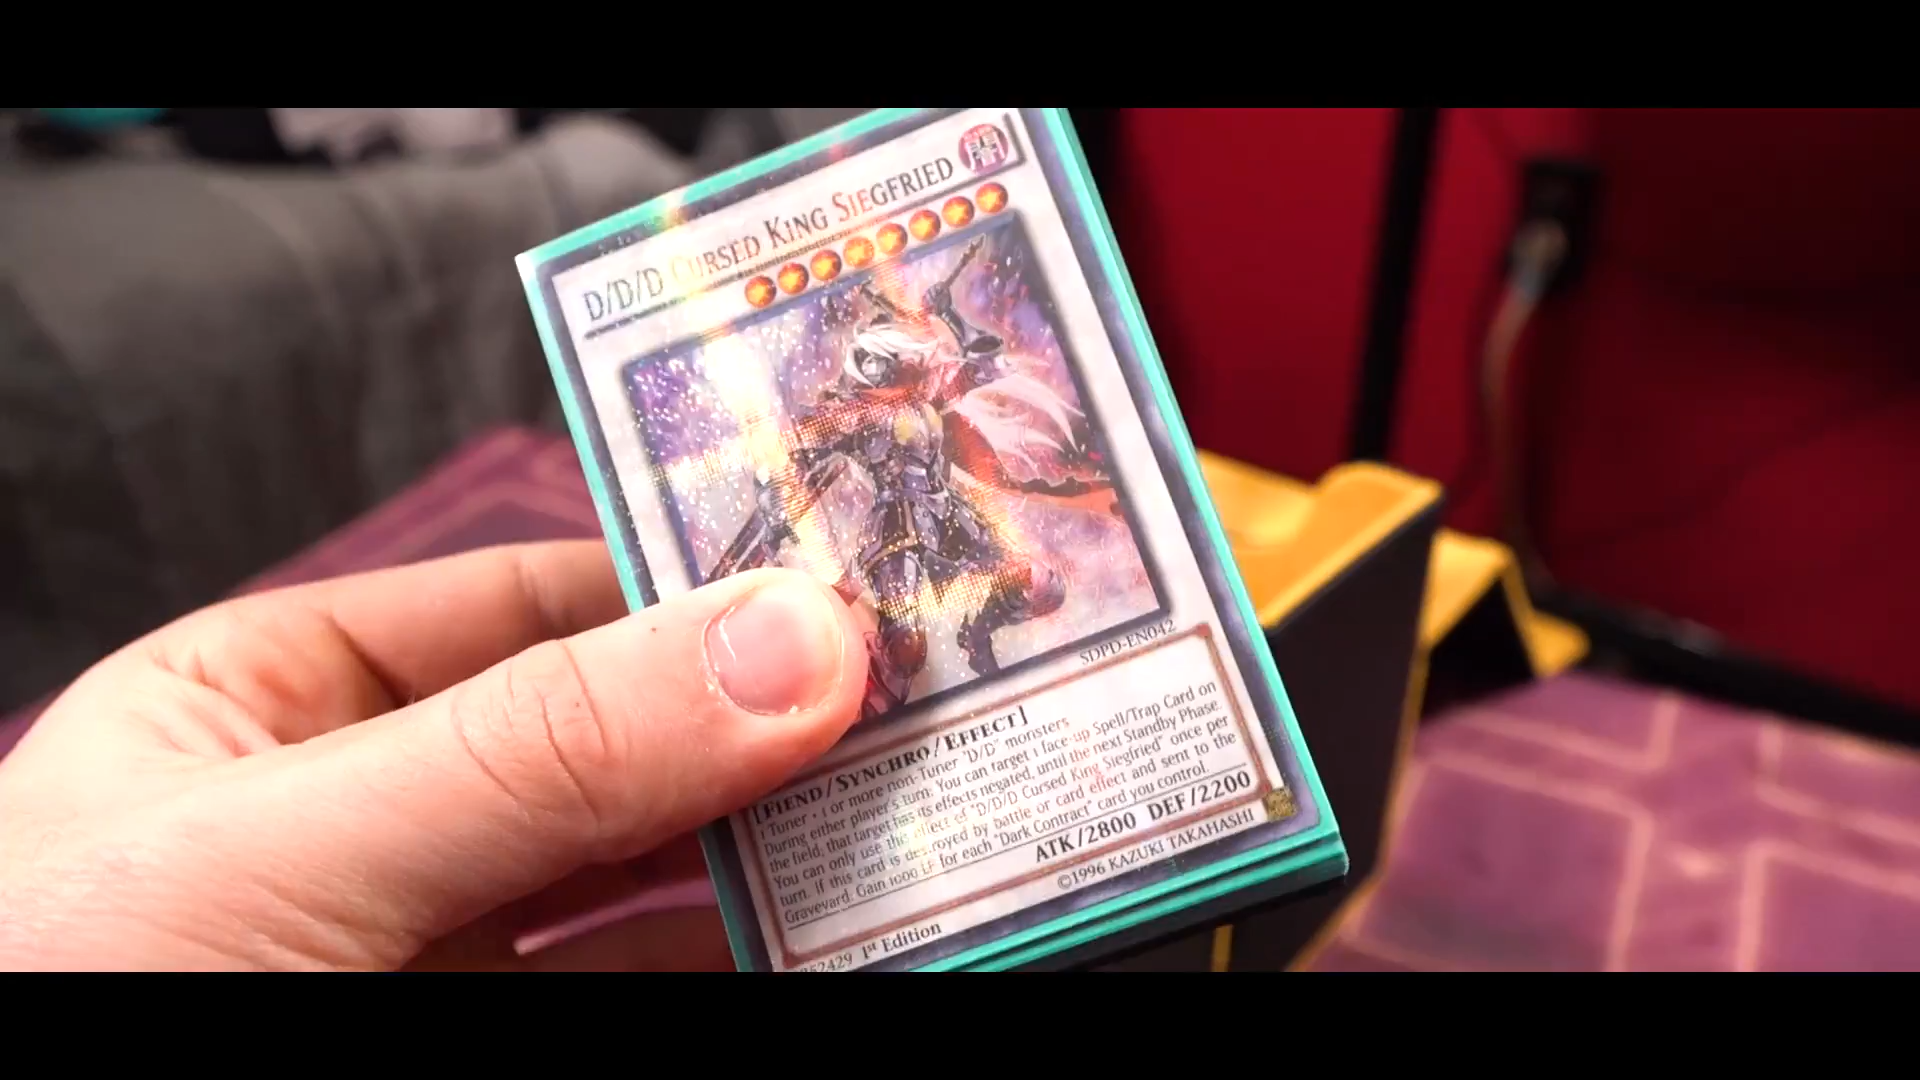 D/D/D CURSED KING SIEGFRIED
闇
SDPD-EN042
[FIEND/SYNCHRO/EFFECT]
1 Tuner + 1 or more non-Tuner "D/D" monsters
During either player's turn: You can target 1 face-up Spell/Trap Card on
the field; that target has its effects negated, until the next Standby Phase.
You can only use this effect of "D/D/D Cursed King Siegfried" once per
turn. If this card is destroyed by battle or card effect and sent to the
Graveyard: Gain 1000 LP for each "Dark Contract" card you control.
ATK/2800 DEF/2200
1st Edition
©1996 KAZUKI TAKAHASHI